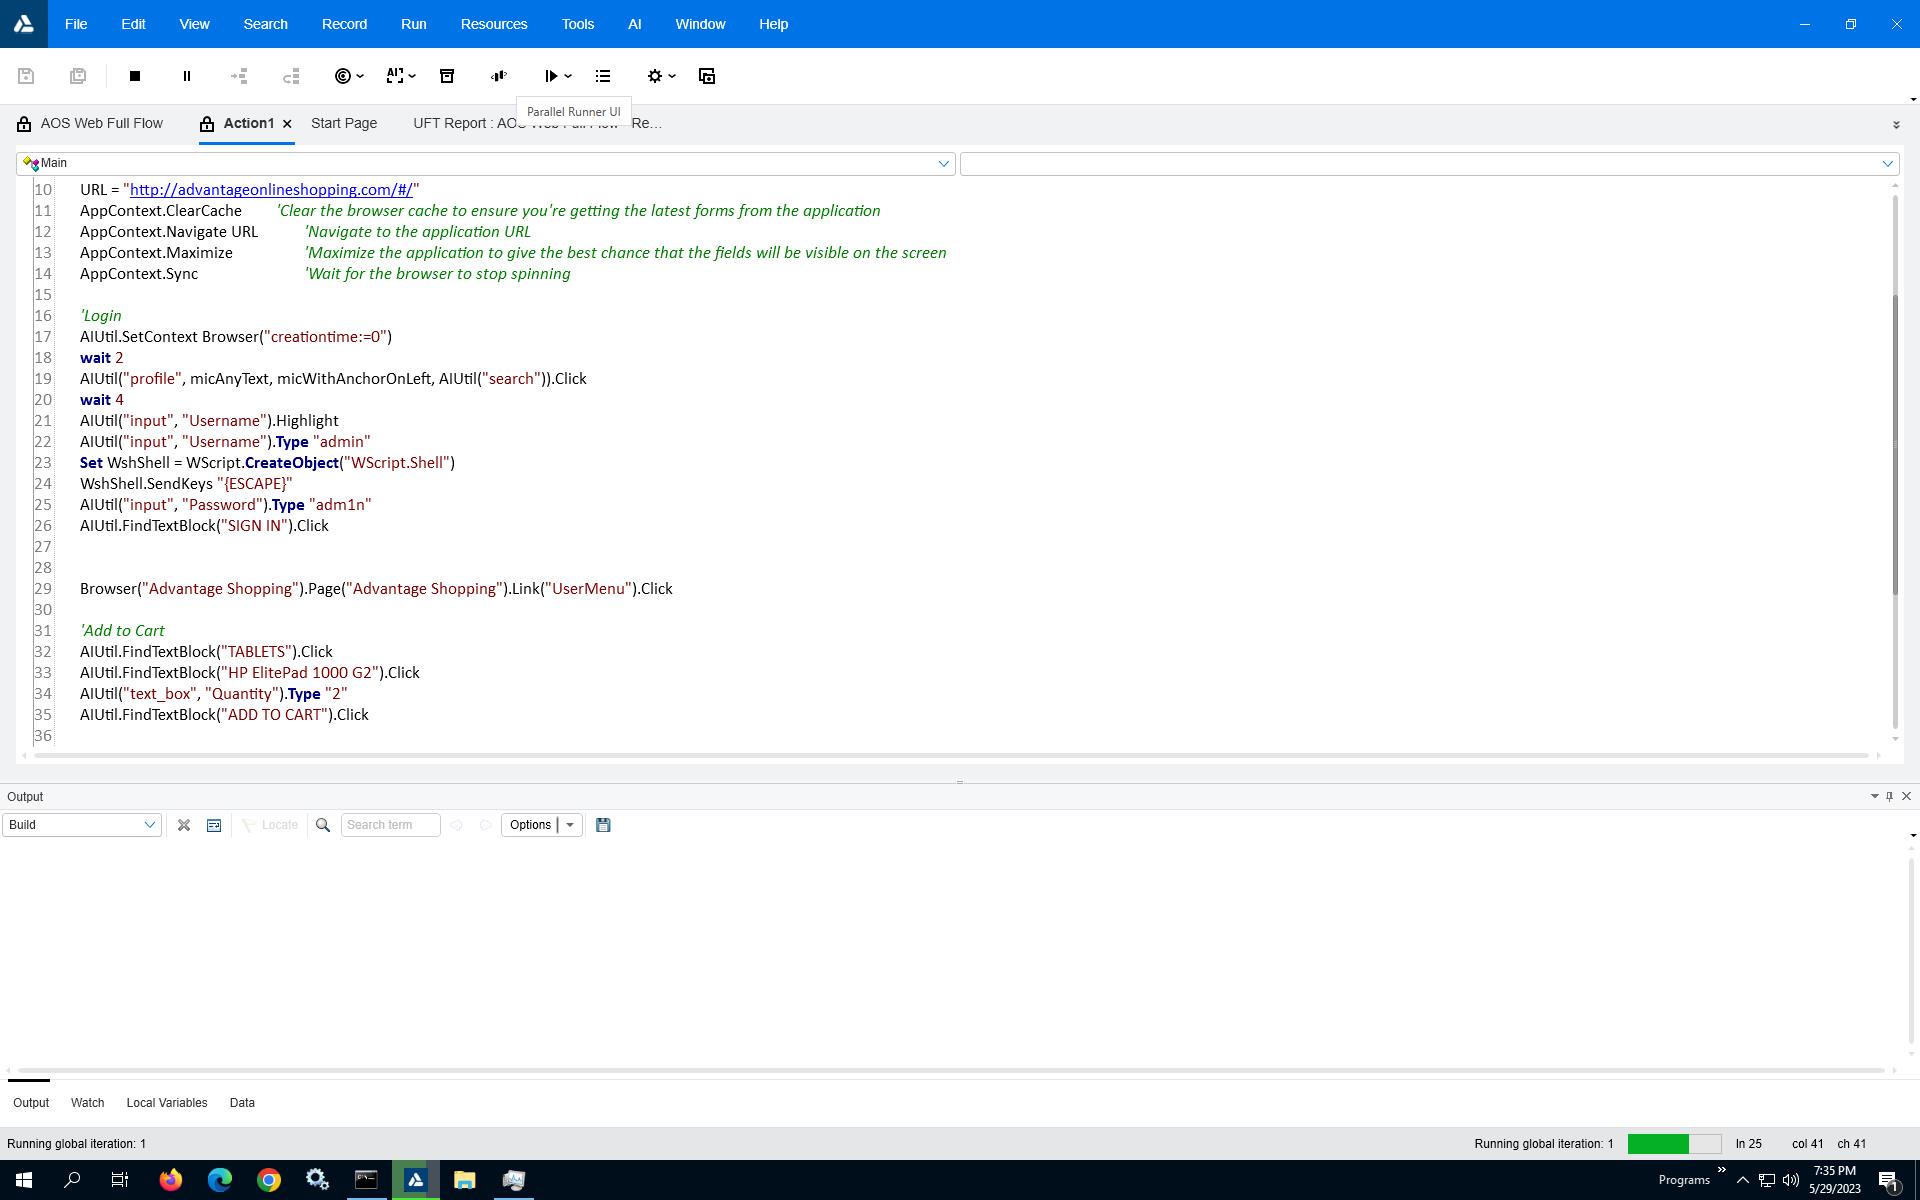 File Edit View Search Record Run Resources Tools AI Window Help
Parallel Runner UI
AOS Web Full Flow Action1 Start Page UFT Report : AOS Web Full Flow - Re...
Main
10 URL = "http://advantageonlineshopping.com/#/"
11 AppContext.ClearCache 'Clear the browser cache to ensure you're getting the latest forms from the application
12 AppContext.Navigate URL 'Navigate to the application URL
13 AppContext.Maximize 'Maximize the application to give the best chance that the fields will be visible on the screen
14 AppContext.Sync 'Wait for the browser to stop spinning
15
16 'Login
17 AIUtil.SetContext Browser("creationtime:=0")
18 wait 2
19 AIUtil("profile", micAnyText, micWithAnchorOnLeft, AIUtil("search")).Click
20 wait 4
21 AIUtil("input", "Username").Highlight
22 AIUtil("input", "Username").Type "admin"
23 Set WshShell = WScript.CreateObject("WScript.Shell")
24 WshShell.SendKeys "{ESCAPE}"
25 AIUtil("input", "Password").Type "adm1n"
26 AIUtil.FindTextBlock("SIGN IN").Click
27
28
29 Browser("Advantage Shopping").Page("Advantage Shopping").Link("UserMenu").Click
30
31 'Add to Cart
32 AIUtil.FindTextBlock("TABLETS").Click
33 AIUtil.FindTextBlock("HP ElitePad 1000 G2").Click
34 AIUtil("text_box", "Quantity").Type "2"
35 AIUtil.FindTextBlock("ADD TO CART").Click
36
Output
Build Locate Search term Options
Output Watch Local Variables Data
Running global iteration: 1 Running global iteration: 1 ln 25 col 41 ch 41
Programs 7:35 PM
5/29/2023 1